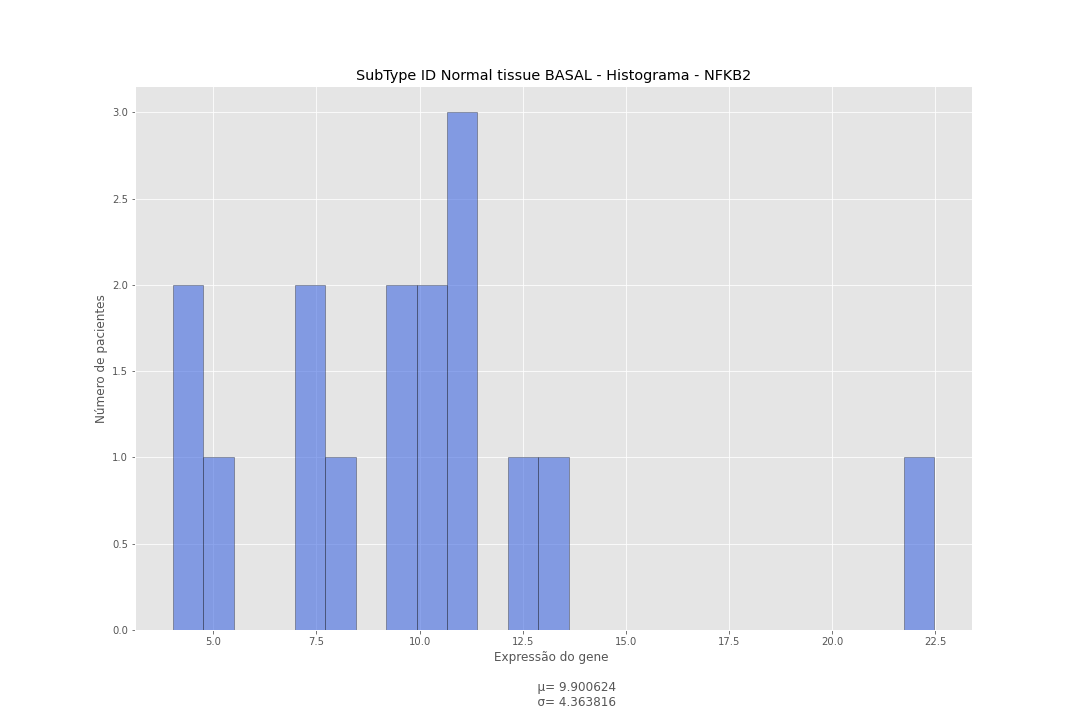 SubType ID Normal tissue BASAL - Histograma - NFKB2
3.0
2.5
2.0
1.5
1.0
0.5
0.0
Número de pacientes
5.0 7.5 10.0 12.5 15.0 17.5 20.0 22.5
Expressão do gene
μ= 9.900624
σ= 4.363816